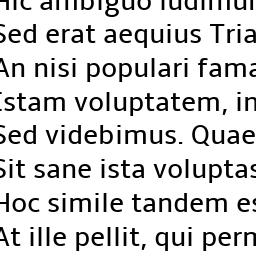 Hic ambiguo ludimur
Sed erat aequius Tria
An nisi populari fama
Estam voluptatem, in
Sed videbimus. Quae
Sit sane ista voluptas
Hoc simile tandem es
At ille pellit, qui perm